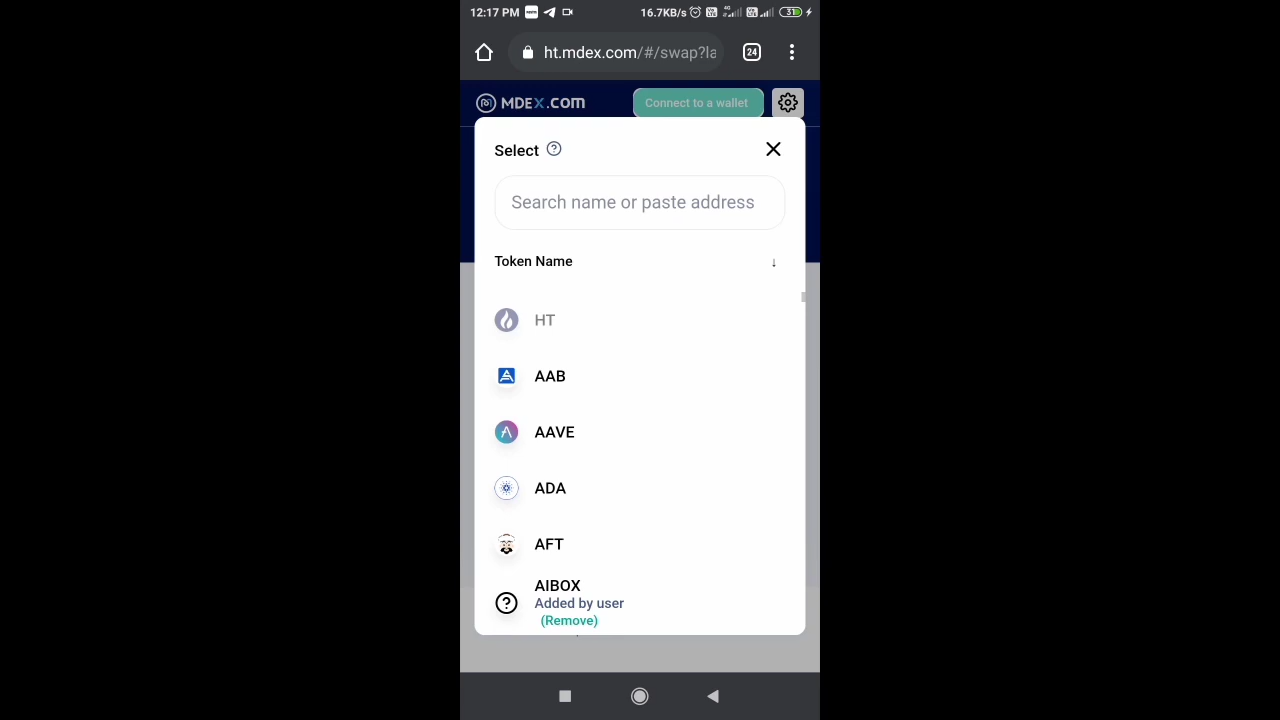 12:17 PM
16.7KB/s
31
ht.mdex.com/#/swap?la
24
MDEX.COM
Connect to a wallet
Select
Search name or paste address
Token Name ↓
HT
AAB
AAVE
ADA
AFT
AIBOX
Added by user
(Remove)